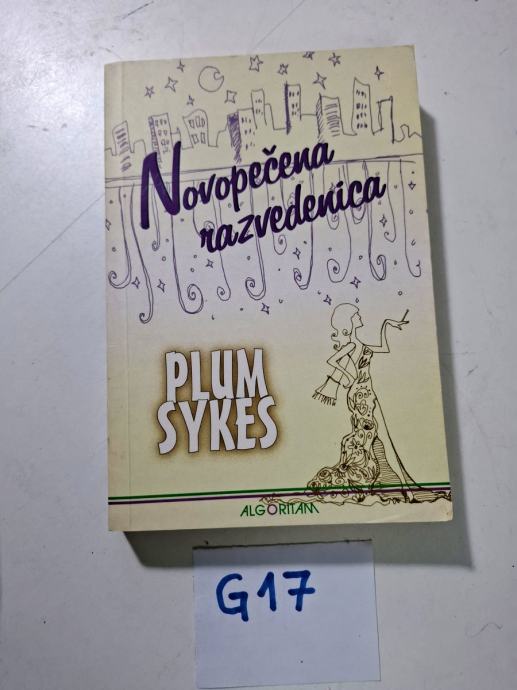 Novopečena
razvedenica
PLUM
SYKES
ALGORITAM
G17